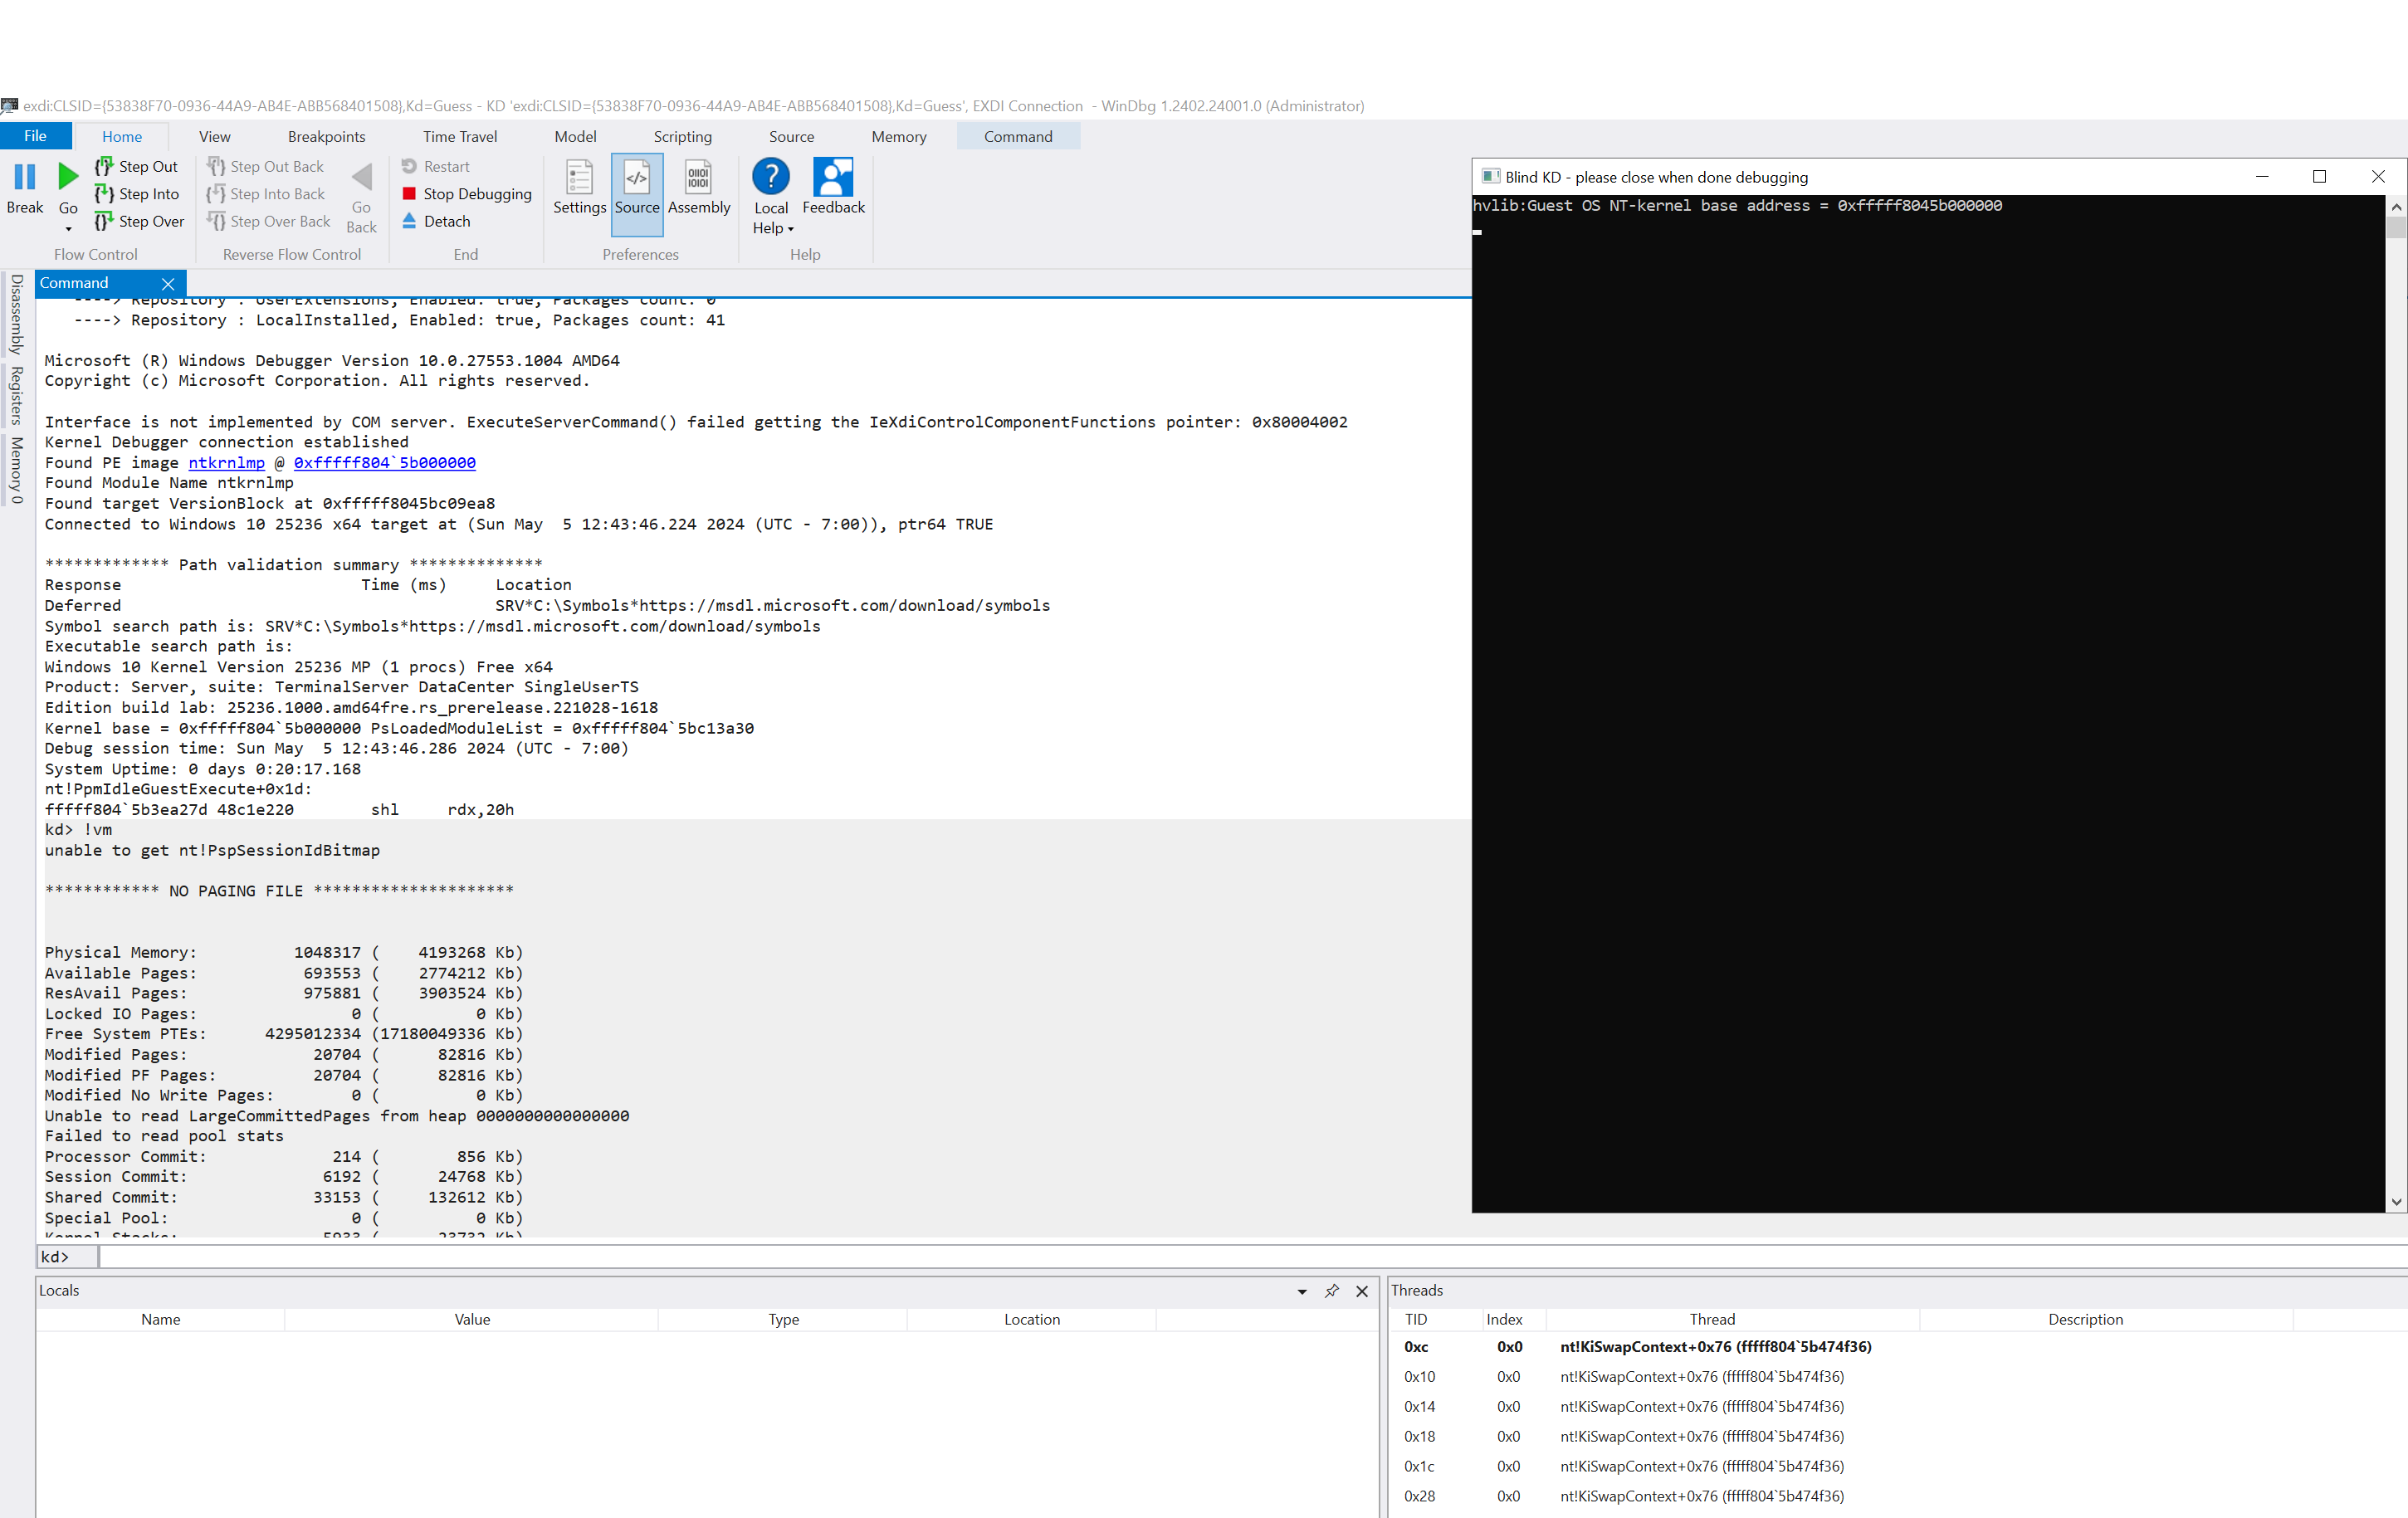 exdi:CLSID={53838F70-0936-44A9-AB4E-ABB568401508},Kd=Guess - KD 'exdi:CLSID={53838F70-0936-44A9-AB4E-ABB568401508},Kd=Guess', EXDI Connection  - WinDbg 1.2402.24001.0 (Administrator)
File Home View Breakpoints Time Travel Model Scripting Source Memory Command
Break
Go
Step Out
Step Into
Step Over
Flow Control
Step Out Back
Step Into Back
Step Over Back
Go Back
Reverse Flow Control
Restart
Stop Debugging
Detach
End
Settings
Source
Assembly
Preferences
Local Help
Feedback
Help
Blind KD - please close when done debugging
hvlib:Guest OS NT-kernel base address = 0xfffff8045b000000
Disassembly
Registers
Memory 0
Command
----> Repository : UserExtensions, Enabled: true, Packages count: 0
----> Repository : LocalInstalled, Enabled: true, Packages count: 41
Microsoft (R) Windows Debugger Version 10.0.27553.1004 AMD64
Copyright (c) Microsoft Corporation. All rights reserved.
Interface is not implemented by COM server. ExecuteServerCommand() failed getting the IeXdiControlComponentFunctions pointer: 0x80004002
Kernel Debugger connection established
Found PE image ntkrnlmp @ 0xfffff804`5b000000
Found Module Name ntkrnlmp
Found target VersionBlock at 0xfffff8045bc09ea8
Connected to Windows 10 25236 x64 target at (Sun May  5 12:43:46.224 2024 (UTC - 7:00)), ptr64 TRUE
************* Path validation summary **************
Response                         Time (ms)     Location
Deferred                                       SRV*C:\Symbols*https://msdl.microsoft.com/download/symbols
Symbol search path is: SRV*C:\Symbols*https://msdl.microsoft.com/download/symbols
Executable search path is:
Windows 10 Kernel Version 25236 MP (1 procs) Free x64
Product: Server, suite: TerminalServer DataCenter SingleUserTS
Edition build lab: 25236.1000.amd64fre.rs_prerelease.221028-1618
Kernel base = 0xfffff804`5b000000 PsLoadedModuleList = 0xfffff804`5bc13a30
Debug session time: Sun May  5 12:43:46.286 2024 (UTC - 7:00)
System Uptime: 0 days 0:20:17.168
nt!PpmIdleGuestExecute+0x1d:
fffff804`5b3ea27d 48c1e220        shl     rdx,20h
kd> !vm
unable to get nt!PspSessionIdBitmap
************ NO PAGING FILE *********************
Physical Memory:          1048317 (    4193268 Kb)
Available Pages:           693553 (    2774212 Kb)
ResAvail Pages:            975881 (    3903524 Kb)
Locked IO Pages:                0 (          0 Kb)
Free System PTEs:      4295012334 (17180049336 Kb)
Modified Pages:             20704 (      82816 Kb)
Modified PF Pages:          20704 (      82816 Kb)
Modified No Write Pages:        0 (          0 Kb)
Unable to read LargeCommittedPages from heap 0000000000000000
Failed to read pool stats
Processor Commit:             214 (        856 Kb)
Session Commit:              6192 (      24768 Kb)
Shared Commit:              33153 (     132612 Kb)
Special Pool:                   0 (          0 Kb)
Kernel Stacks:               5933 (      23732 Kb)
kd>
Locals
Name Value Type Location
Threads
TID Index Thread Description
0xc 0x0 nt!KiSwapContext+0x76 (fffff804`5b474f36)
0x10 0x0 nt!KiSwapContext+0x76 (fffff804`5b474f36)
0x14 0x0 nt!KiSwapContext+0x76 (fffff804`5b474f36)
0x18 0x0 nt!KiSwapContext+0x76 (fffff804`5b474f36)
0x1c 0x0 nt!KiSwapContext+0x76 (fffff804`5b474f36)
0x28 0x0 nt!KiSwapContext+0x76 (fffff804`5b474f36)